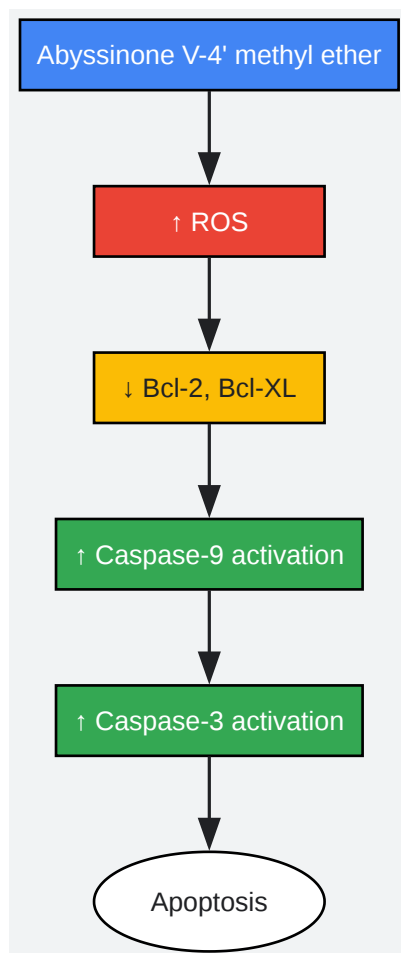 Abyssinone V-4' methyl ether
↑ ROS
↓ Bcl-2, Bcl-XL
↑ Caspase-9 activation
↑ Caspase-3 activation
Apoptosis